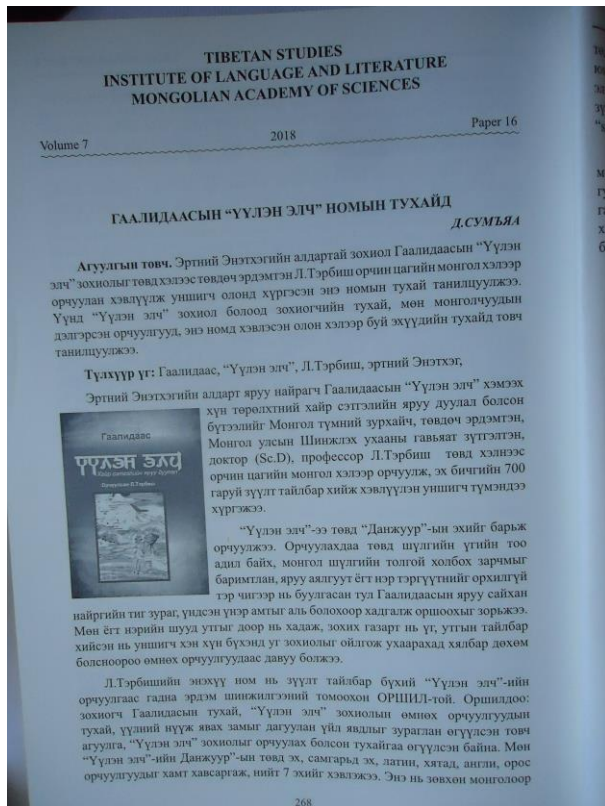 TIBETAN STUDIES
INSTITUTE OF LANGUAGE AND LITERATURE
MONGOLIAN ACADEMY OF SCIENCES
Volume 7 2018 Paper 16
ГААЛИДААСЫН “ҮҮЛЭН ЭЛЧ” НОМЫН ТУХАЙД
Д.СУМЪЯА
Агуулгын товч. Эртний Энэтхэгийн алдартай зохиол Гаалидаасын “Үүлэн
элч” зохиолыг төвд хэлээс төвдөч эрдэмтэн Л.Тэрбиш орчин цагийн монгол хэлээр
орчуулан хэвлүүлж уншигч олонд хүргэсэн энэ номын тухай танилцуулжээ.
Үүнд “Үүлэн элч” зохиол болоод зохиогчийн тухай, мөн монголчуудын
дэлгэрсэн орчуулгууд, энэ номд хэвлэсэн олон хэлээр буй эхүүдийн тухайд товч
танилцуулжээ.
Түлхүүр үг: Гаалидаас, “Үүлэн элч”, Л.Тэрбиш, эртний Энэтхэг,
Эртний Энэтхэгийн алдарт яруу найрагч Гаалидаасын “Үүлэн элч” хэмээх
хүн төрөлхтний хайр сэтгэлийн яруу дуулал болсон
бүтээлийг Монгол түмний зурхайч, төвдөч эрдэмтэн,
Монгол улсын Шинжлэх ухааны гавьяат зүтгэлтэн,
доктор (Sc.D), профессор Л.Тэрбиш төвд хэлнээс
орчин цагийн монгол хэлээр орчуулж, эх бичгийн 700
гаруй зүүлт тайлбар хийж хэвлүүлэн уншигч түмэндээ
хүргэжээ.
Гаалидаас
ҮҮЛЭН ЭЛЧ
Орчуулсан Л.Тэрбиш
“Үүлэн элч”-ээ төвд “Данжуур”-ын эхийг барьж
орчуулжээ. Орчуулахдаа төвд шүлгийн үгийн тоо
адил байх, монгол шүлгийн толгой холбох зарчмыг
баримтлан, яруу аялгуут ёгт нэр тэргүүтнийг орхилгүй
тэр чигээр нь буулгасан тул Гаалидаасын яруу сайхан
найргийн тиг зураг, үндсэн үнэр амтыг аль болохоор хадгалж оршоохыг зорьжээ.
Мөн ёгт нэрийн шууд утгыг доор нь хадаж, зохих газарт нь үг, утгын тайлбар
хийсэн нь уншигч хэн хүн бүхэнд уг зохиолыг ойлгож ухаарахад хялбар дөхөм
болсноороо өмнөх орчуулгуудаас давуу болжээ.
Л.Тэрбишийн энэхүү ном нь зүүлт тайлбар бүхий “Үүлэн элч”-ийн
орчуулгаас гадна эрдэм шинжилгээний томоохон ОРШИЛ-той. Оршилдоо:
зохиогч Гаалидасын тухай, “Үүлэн элч” зохиолын өмнөх орчуулгуудын
тухай, үүлний нүүж явах замыг дагуулан үйл явдлыг зураглан өгүүлсэн товч
агуулга, “Үүлэн элч” зохиолыг орчуулах болсон тухайгаа өгүүлсэн байна. Мөн
“Үүлэн элч”-ийн Данжуур”-ын төвд эх, самгарьд эх, латин, хятад, англи, орос
орчуулгуудыг хамт хавсаргаж, нийт 7 эхийг хэвлэжээ. Энэ нь зөвхөн монголоор
268